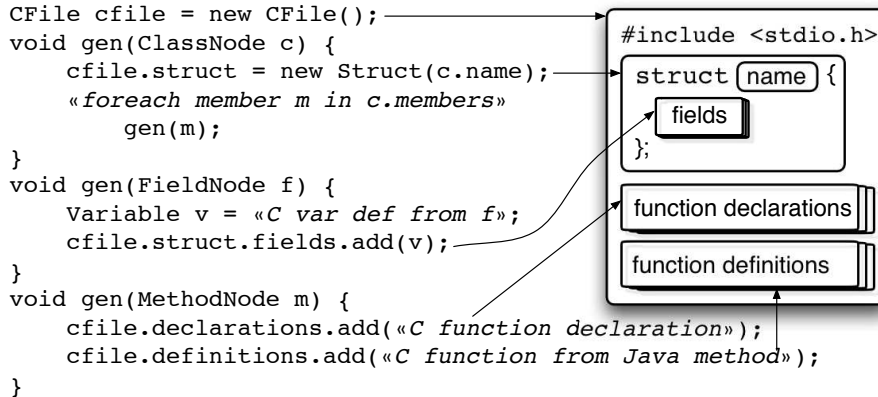 CFile cfile = new CFile();
void gen(ClassNode c) {
cfile.struct = new Struct(c.name);
«foreach member m in c.members»
gen(m);
}
void gen(FieldNode f) {
Variable v = «C var def from f»;
cfile.struct.fields.add(v);
}
void gen(MethodNode m) {
cfile.declarations.add(«C function declaration»);
cfile.definitions.add(«C function from Java method»);
}
#include <stdio.h>
struct name {
fields
};
function declarations
function definitions